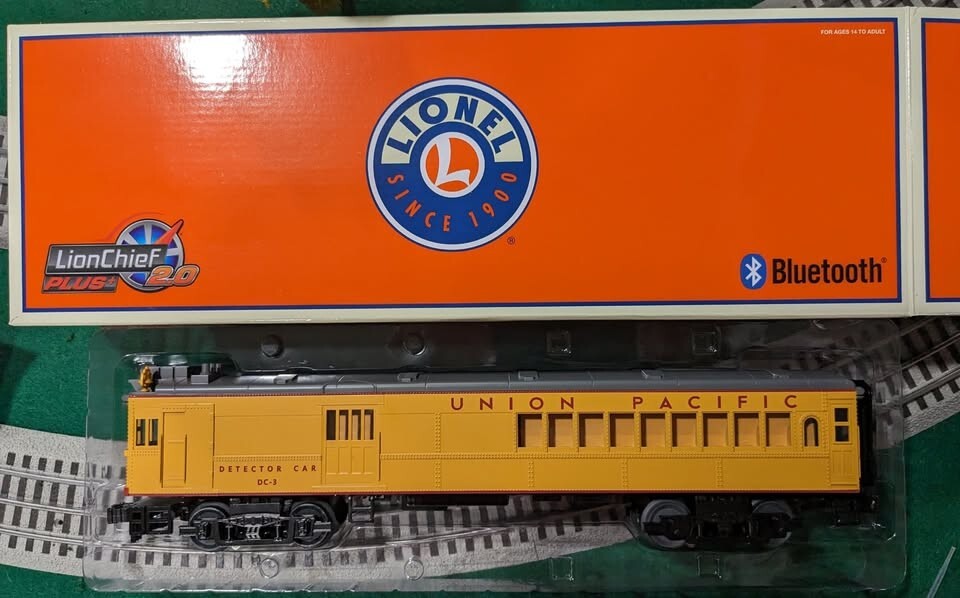 FOR AGES 14 TO ADULT
LIONEL
L
SINCE 1900
®
LionChief
PLUS+ 2.0
Bluetooth®
UNION PACIFIC
DETECTOR CAR
DC-3